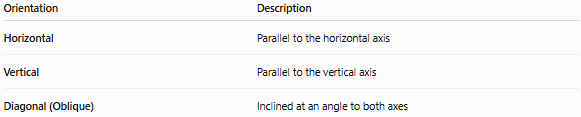 Orientation Description
Horizontal Parallel to the horizontal axis
Vertical Parallel to the vertical axis
Diagonal (Oblique) Inclined at an angle to both axes